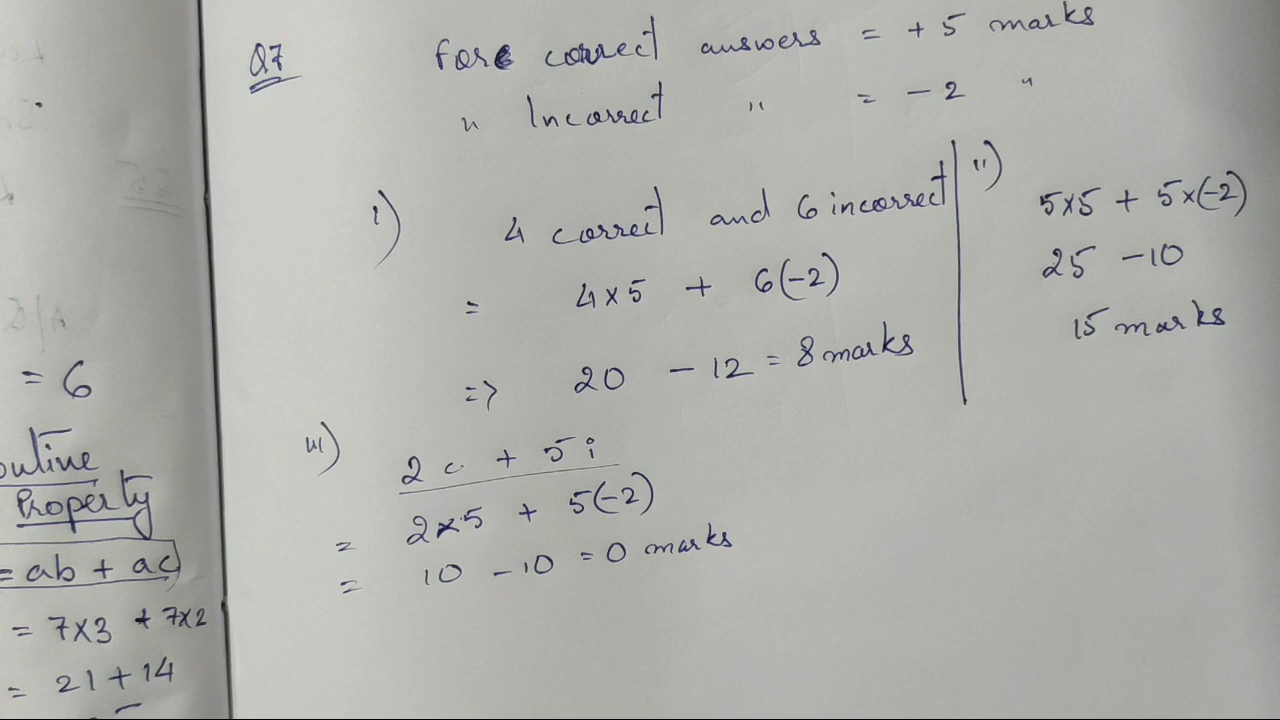 = 6
Property
= ab + ac
= 7×3 + 7×2
= 21 + 14
Q7 for correct answers = + 5 marks
" Incorrect " = - 2 "
i) 4 correct and 6 incorrect
= 4×5 + 6(-2)
=> 20 - 12 = 8 marks
ii)
5×5 + 5×(-2)
25 - 10
15 marks
iii) 2 c + 5 i
= 2×5 + 5(-2)
= 10 - 10 = 0 marks